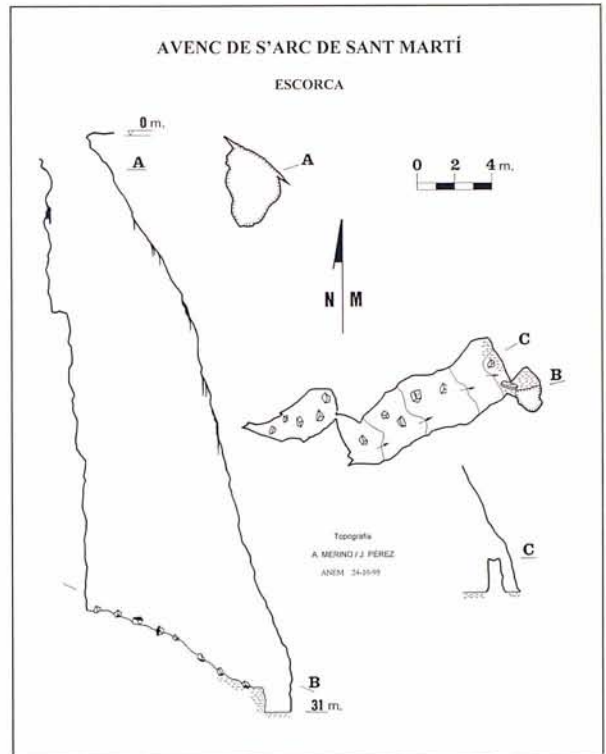 AVENC DE S'ARC DE SANT MARTÍ
ESCORCA
0 m.
A
A
0 2 4 m.
N M
C
B
C
Topografia
A. MERINO / J. PÉREZ
ANEM 24-10-99
B
31 m.